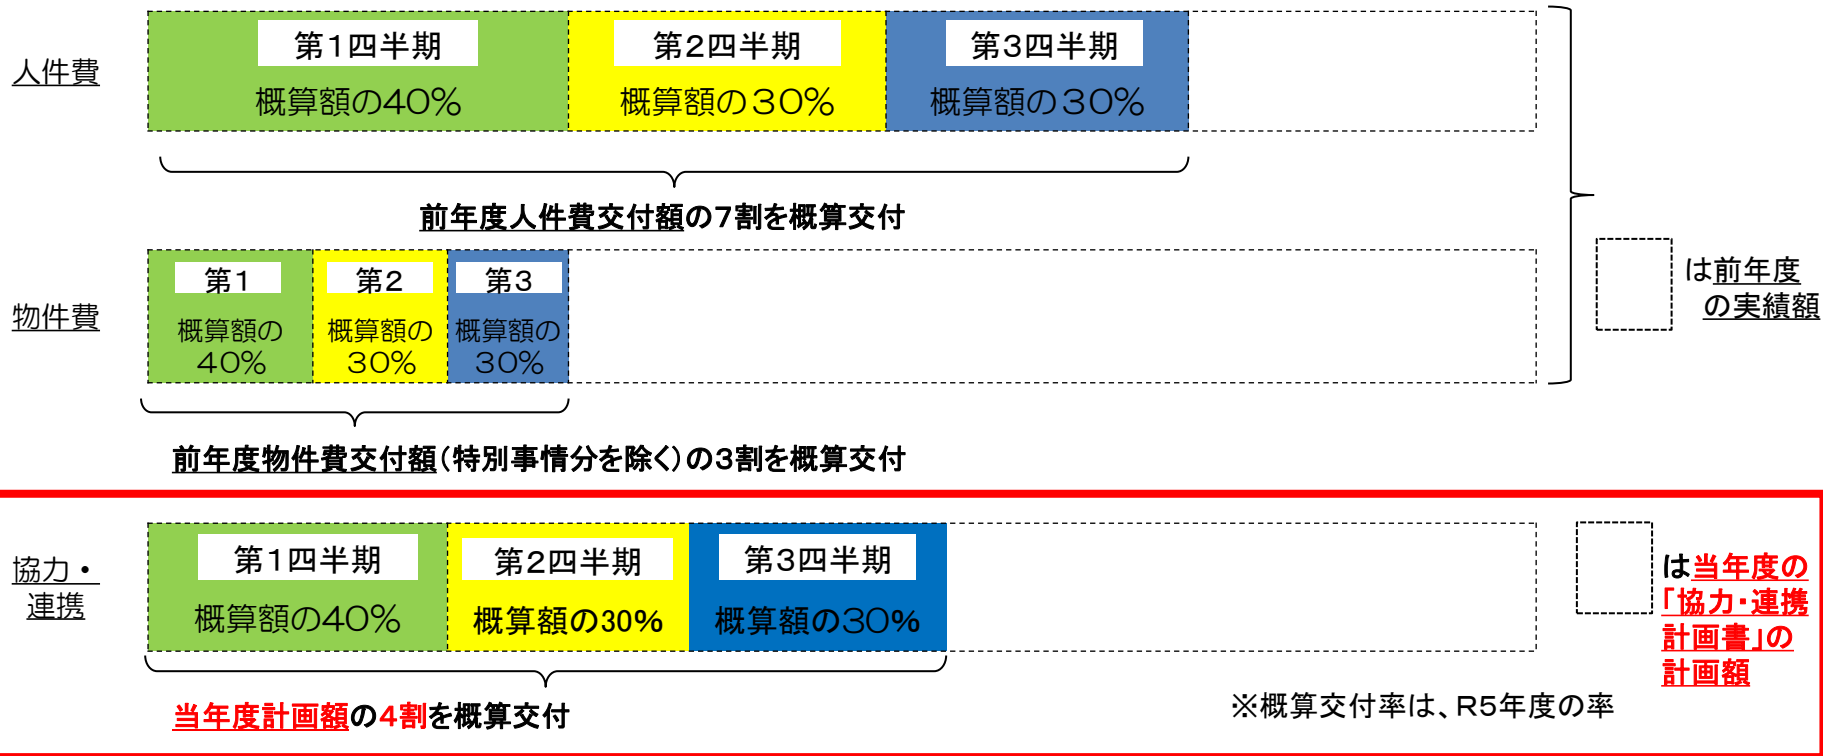 人件費
第1四半期
第2四半期
第3四半期
概算額の40%
概算額の30%
概算額の30%
前年度人件費交付額の7割を概算交付
物件費
第1
第2
第3
概算額の
40%
概算額の
30%
概算額の
30%
前年度物件費交付額(特別事情分を除く)の3割を概算交付
は前年度
の実績額
協力・
連携
第1四半期
第2四半期
第3四半期
概算額の40%
概算額の30%
概算額の30%
当年度計画額の4割を概算交付
は当年度の
「協力・連携
計画書」の
計画額
※概算交付率は、R5年度の率